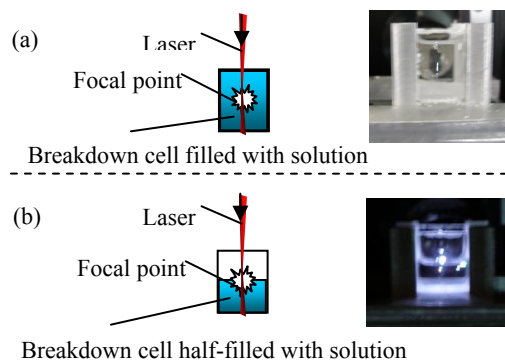 (a)
Laser
Focal point
Breakdown cell filled with solution
(b)
Laser
Focal point
Breakdown cell half-filled with solution